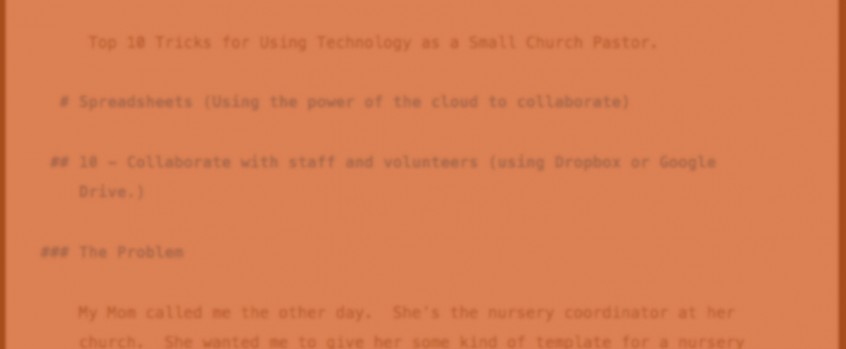 Top 10 Tricks for Using Technology as a Small Church Pastor.
# Spreadsheets (Using the power of the cloud to collaborate)
## 10 – Collaborate with staff and volunteers (using Dropbox or Google
Drive.)
### The Problem
My Mom called me the other day.  She's the nursery coordinator at her
church.  She wanted me to give her some kind of template for a nursery